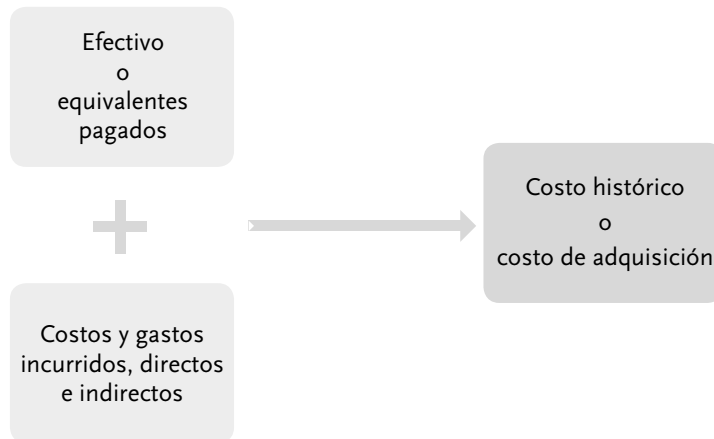 Efectivo
o
equivalentes
pagados
Costos y gastos
incurridos, directos
e indirectos
Costo histórico
o
costo de adquisición